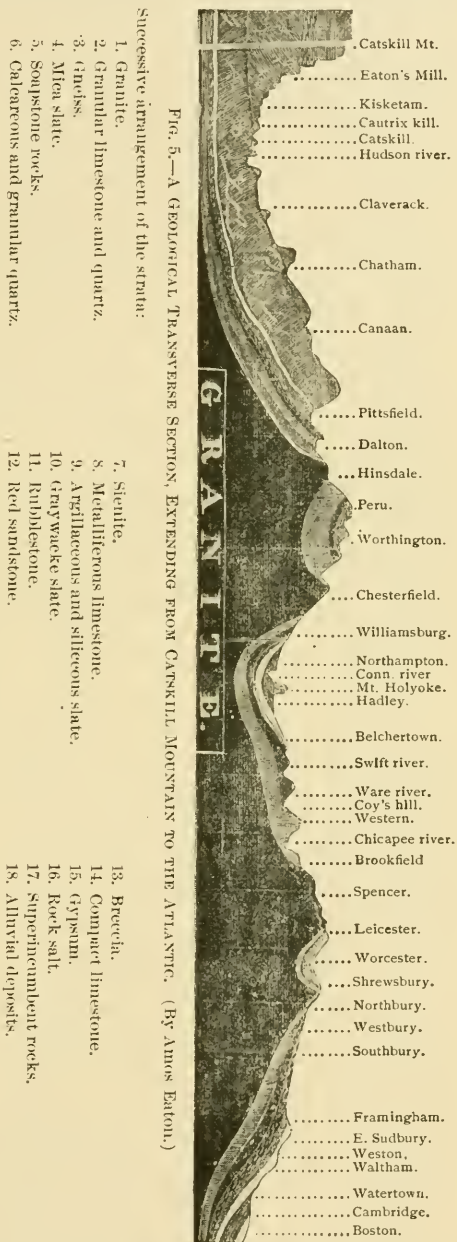 Catskill Mt.
Eaton's Mill.
Kisketam.
Cautrix kill.
Catskill.
Hudson river.
Claverack.
Chatham.
Canaan.
Pittsfield.
Dalton.
Hinsdale.
Peru.
Worthington.
Chesterfield.
Williamsburg.
Northampton.
Conn. river
Mt. Holyoke.
Hadley.
Belchertown.
Swift river.
Ware river.
Coy's hill.
Western.
Chicapee river.
Brookfield
Spencer.
Leicester.
Worcester.
Shrewsbury.
Northbury.
Westbury.
Southbury.
Framingham.
E. Sudbury.
Weston.
Waltham.
Watertown.
Cambridge.
Boston.
GRANITE.
FIG. 5.—A GEOLOGICAL TRANSVERSE SECTION, EXTENDING FROM CATSKILL MOUNTAIN TO THE ATLANTIC. (By Amos Eaton.)
Successive arrangement of the strata:
1. Granite.
2. Granular limestone and quartz.
3. Gneiss.
4. Mica slate.
5. Soapstone rocks.
6. Calcareous and granular quartz.
7. Sienite.
8. Metalliferous limestone.
9. Argillaceous and siliceous slate.
10. Graywacke slate.
11. Rubblestone.
12. Red sandstone.
13. Breccia.
14. Compact limestone.
15. Gypsum.
16. Rock salt.
17. Superincumbent rocks.
18. Alluvial deposits.